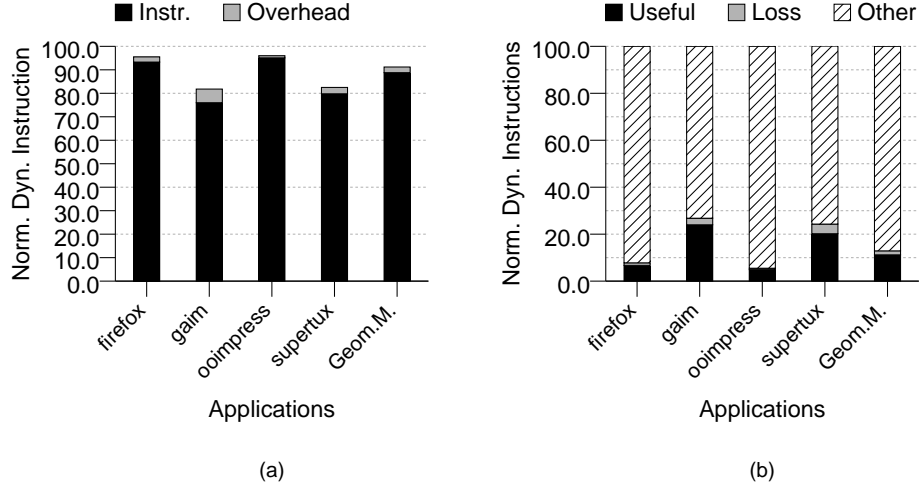 Instr. Overhead
Norm. Dyn. Instruction
100.0
90.0
80.0
70.0
60.0
50.0
40.0
30.0
20.0
10.0
0.0
firefox
gaim
ooimpress
supertux
Geom.M.
Applications
(a)
Useful Loss Other
Norm. Dyn. Instructions
100.0
80.0
60.0
40.0
20.0
0.0
firefox
gaim
ooimpress
supertux
Geom.M.
Applications
(b)